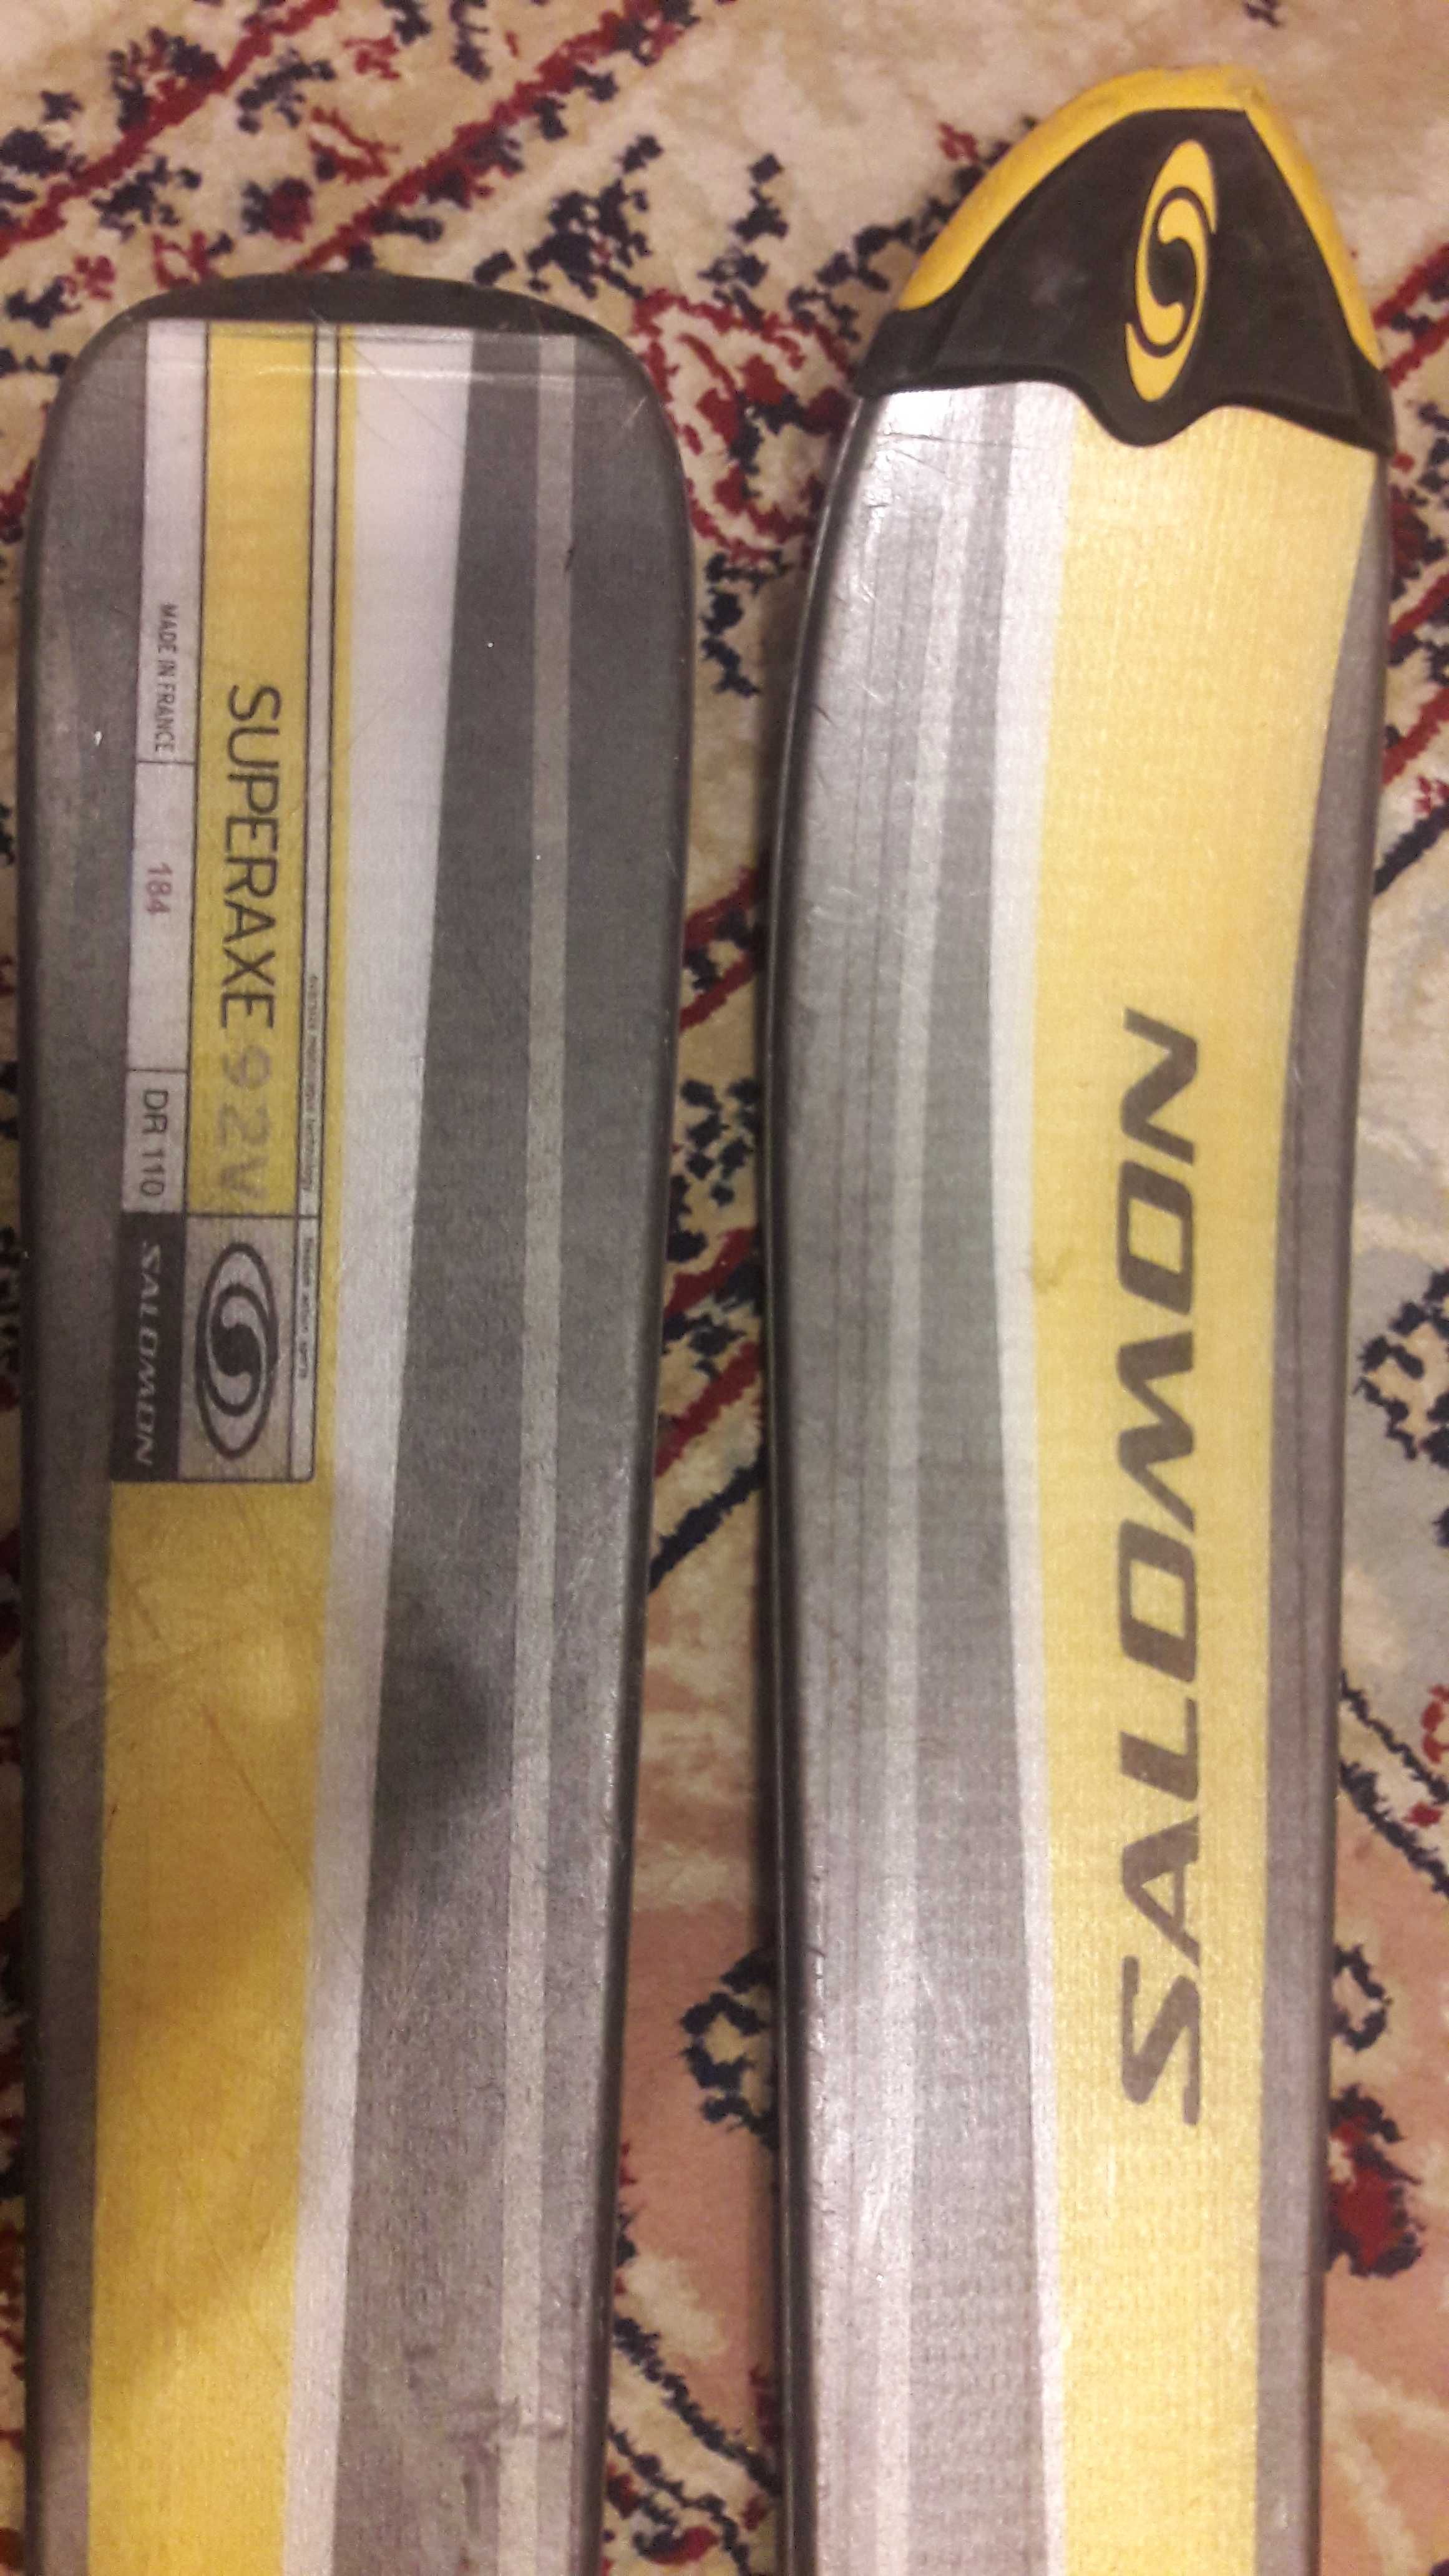 MADE IN FRANCE
184
DR 110
SALOMON
SUPERAXE 9 2V
SALOMON